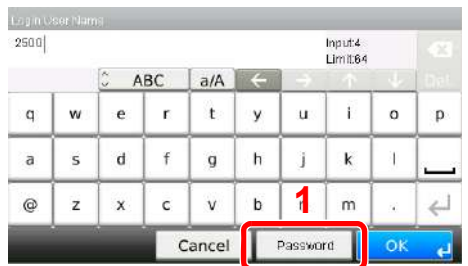 Login User Name
2500
Input:4
Limit:64
ABC a/A ← → ↑ ↓ Del.
q w e r t y u i o p
a s d f g h j k l
@ z x c v b n m .
1
Cancel Password OK